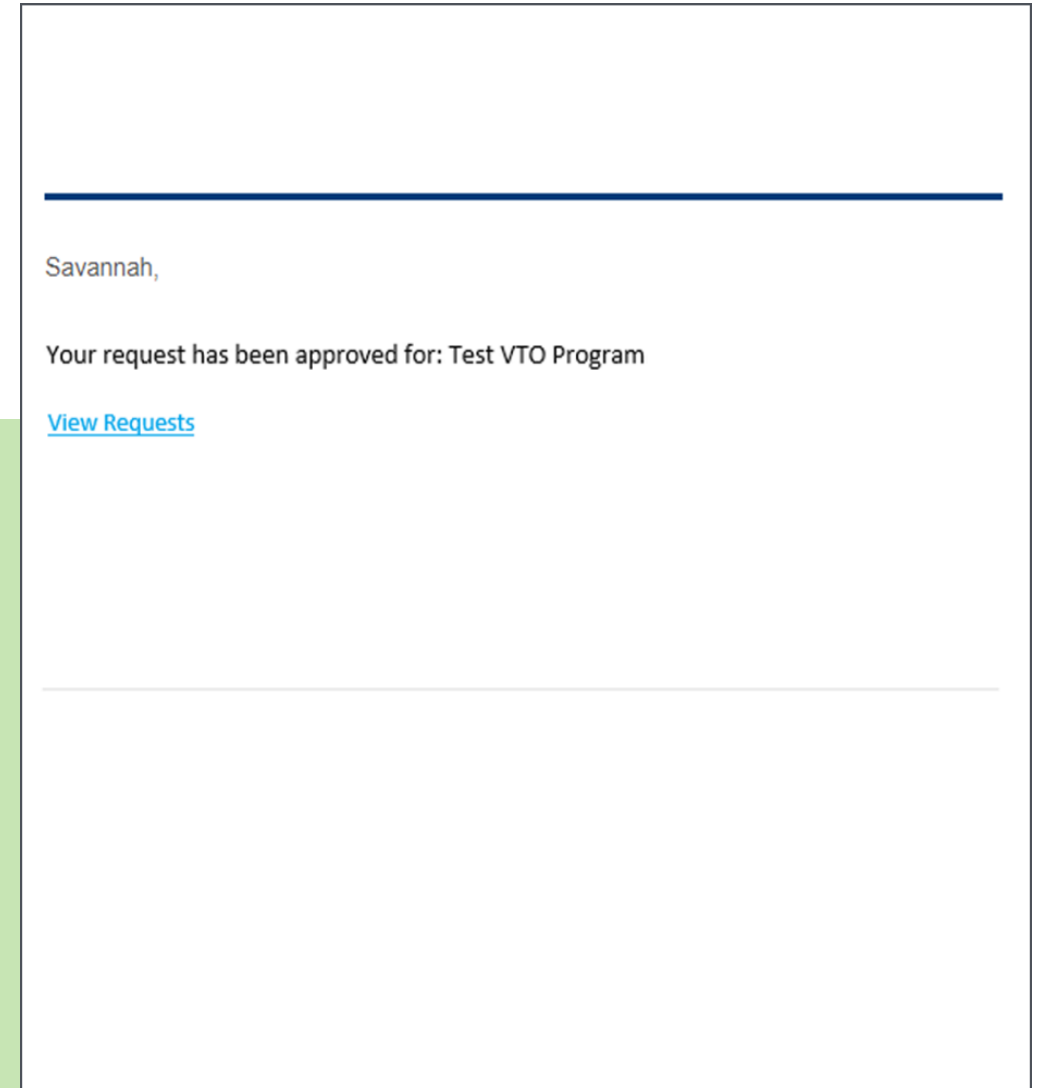 Savannah,
Your request has been approved for: Test VTO Program
View Requests